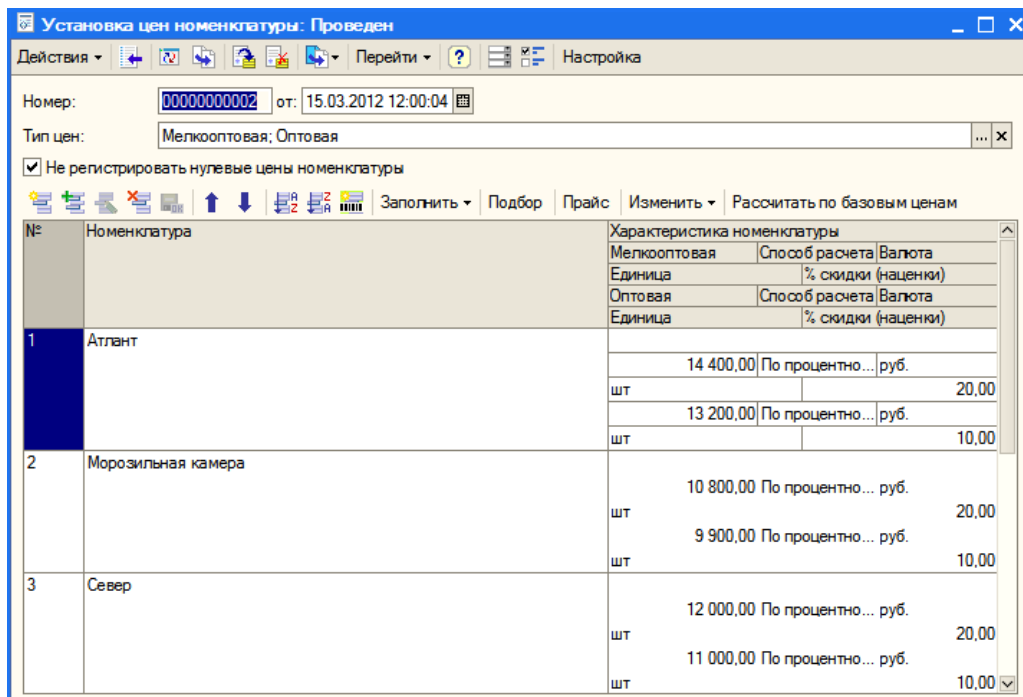 Установка цен номенклатуры: Проведен
Действия Перейти ? Настройка
Номер: 00000000002 от: 15.03.2012 12:00:04
Тип цен: Мелкооптовая; Оптовая ... x
Не регистрировать нулевые цены номенклатуры
Заполнить Подбор Прайс Изменить Рассчитать по базовым ценам
№ Номенклатура Характеристика номенклатуры
Мелкооптовая Способ расчета Валюта
Единица % скидки (наценки)
Оптовая Способ расчета Валюта
Единица % скидки (наценки)
1 Атлант
14 400,00 По процентно... руб.
шт 20,00
13 200,00 По процентно... руб.
шт 10,00
2 Морозильная камера
10 800,00 По процентно... руб.
шт 20,00
9 900,00 По процентно... руб.
шт 10,00
3 Север
12 000,00 По процентно... руб.
шт 20,00
11 000,00 По процентно... руб.
шт 10,00